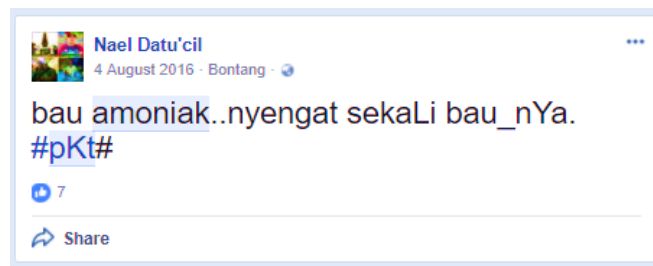 Nael Datu'cil
4 August 2016 · Bontang ·
bau amoniak..nyengat sekaLi bau_nYa.
#pKt#
7
Share